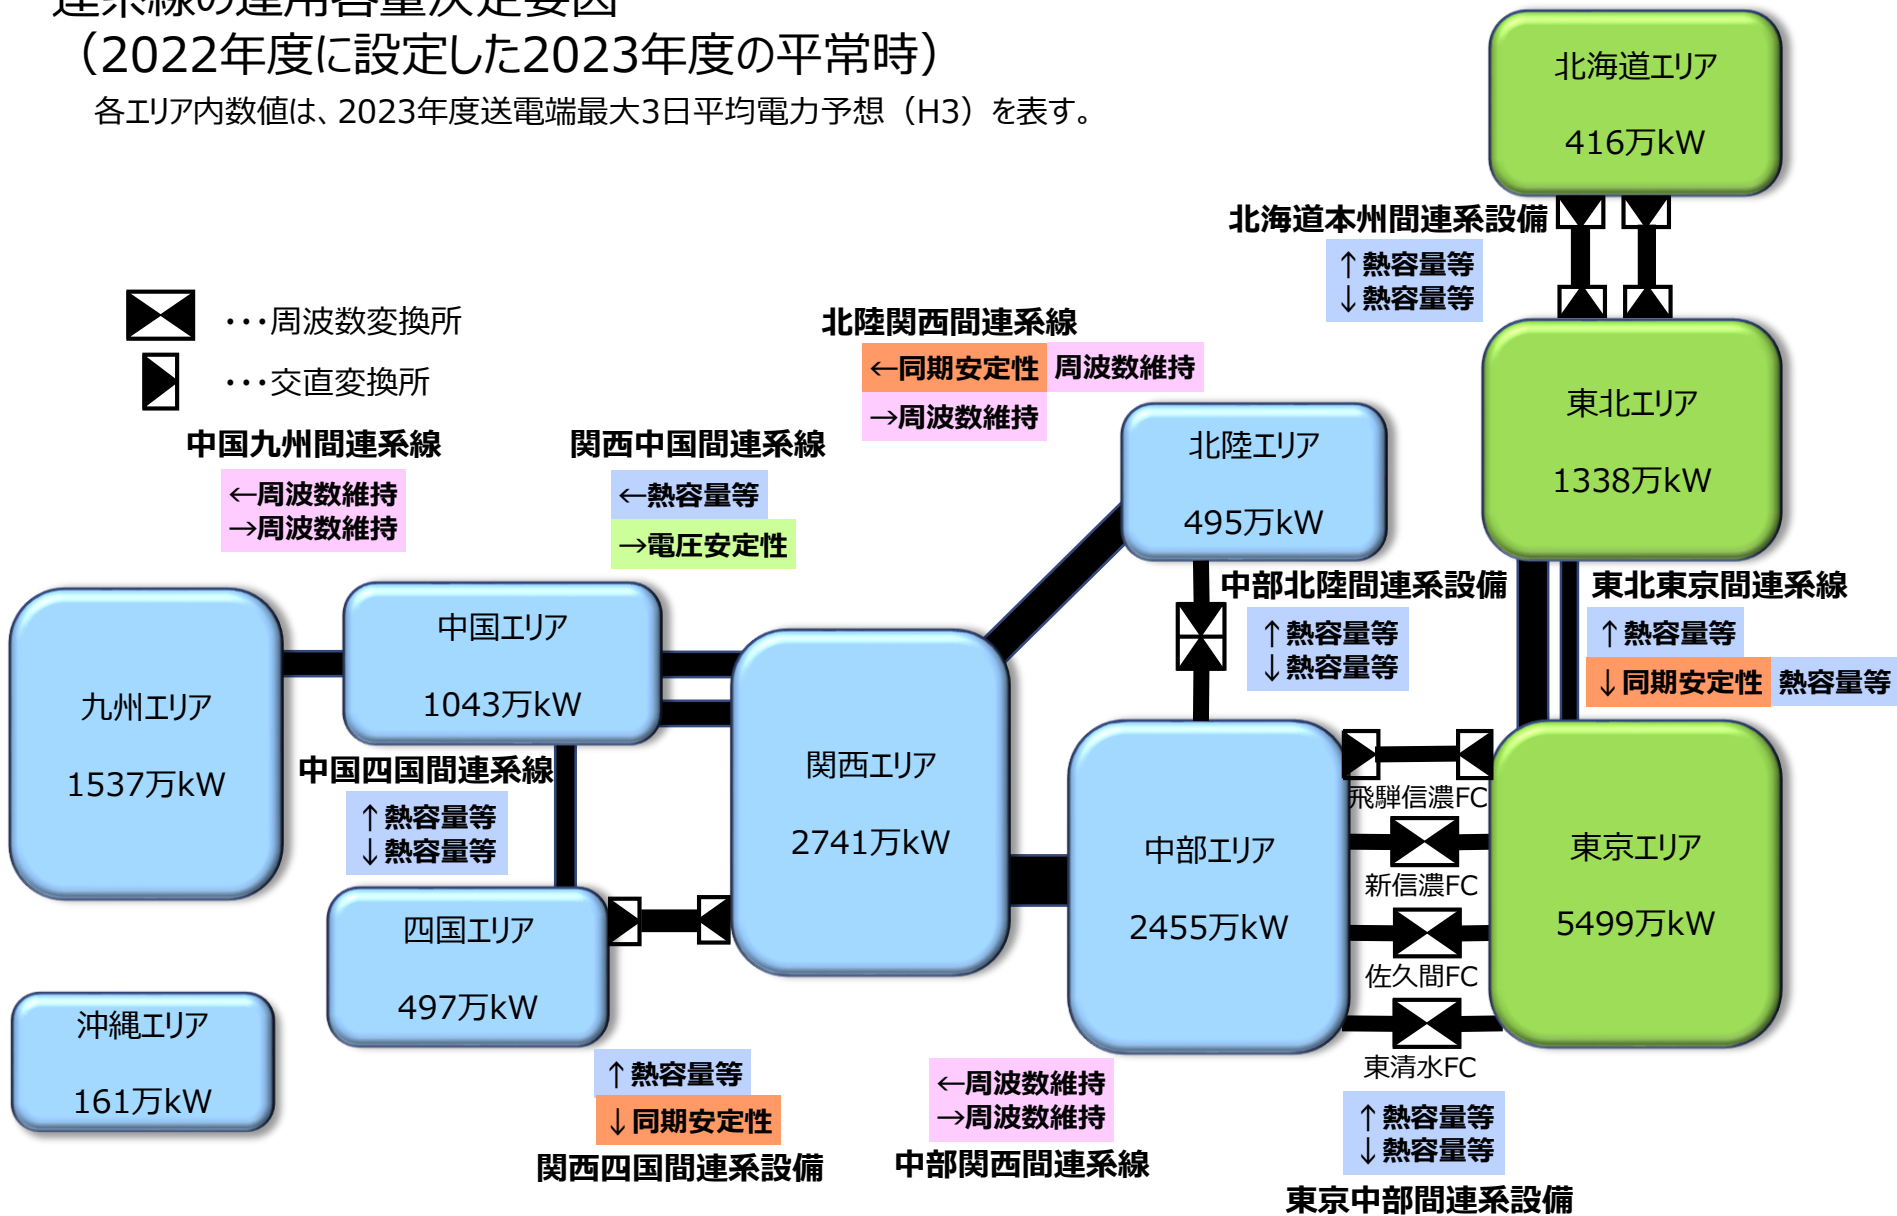 連系線の運用容量決定要因
（2022年度に設定した2023年度の平常時）
各エリア内数値は、2023年度送電端最大3日平均電力予想（H3）を表す。
北海道エリア
416万kW
北海道本州間連系設備
↑熱容量等
↓熱容量等
…周波数変換所
…交直変換所
北陸関西間連系線
←同期安定性 周波数維持
→周波数維持
東北エリア
1338万kW
中国九州間連系線
←周波数維持
→周波数維持
関西中国間連系線
←熱容量等
→電圧安定性
北陸エリア
495万kW
中部北陸間連系設備
↑熱容量等
↓熱容量等
東北東京間連系線
↑熱容量等
↓同期安定性 熱容量等
九州エリア
1537万kW
中国エリア
1043万kW
中国四国間連系線
↑熱容量等
↓熱容量等
関西エリア
2741万kW
中部エリア
2455万kW
飛騨信濃FC
新信濃FC
佐久間FC
東清水FC
東京エリア
5499万kW
四国エリア
497万kW
沖縄エリア
161万kW
↑熱容量等
↓同期安定性
関西四国間連系設備
←周波数維持
→周波数維持
中部関西間連系線
↑熱容量等
↓熱容量等
東京中部間連系設備